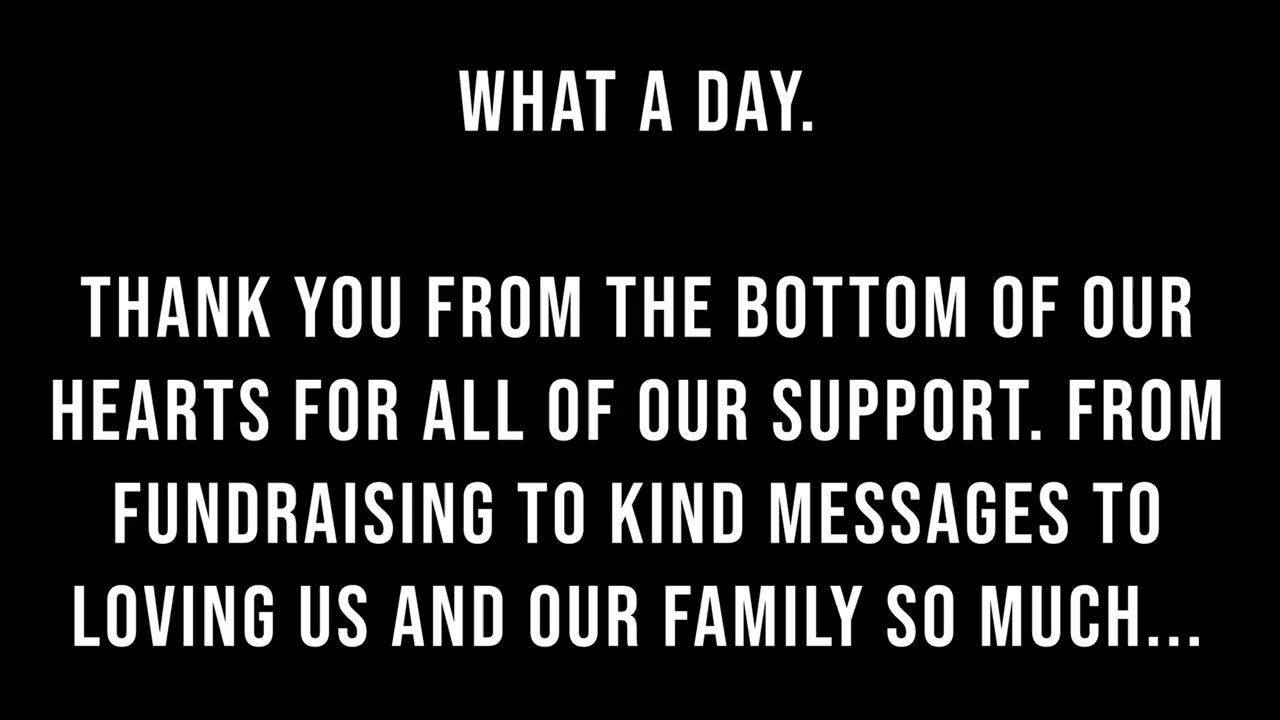 WHAT A DAY.
THANK YOU FROM THE BOTTOM OF OUR
HEARTS FOR ALL OF OUR SUPPORT. FROM
FUNDRAISING TO KIND MESSAGES TO
LOVING US AND OUR FAMILY SO MUCH...